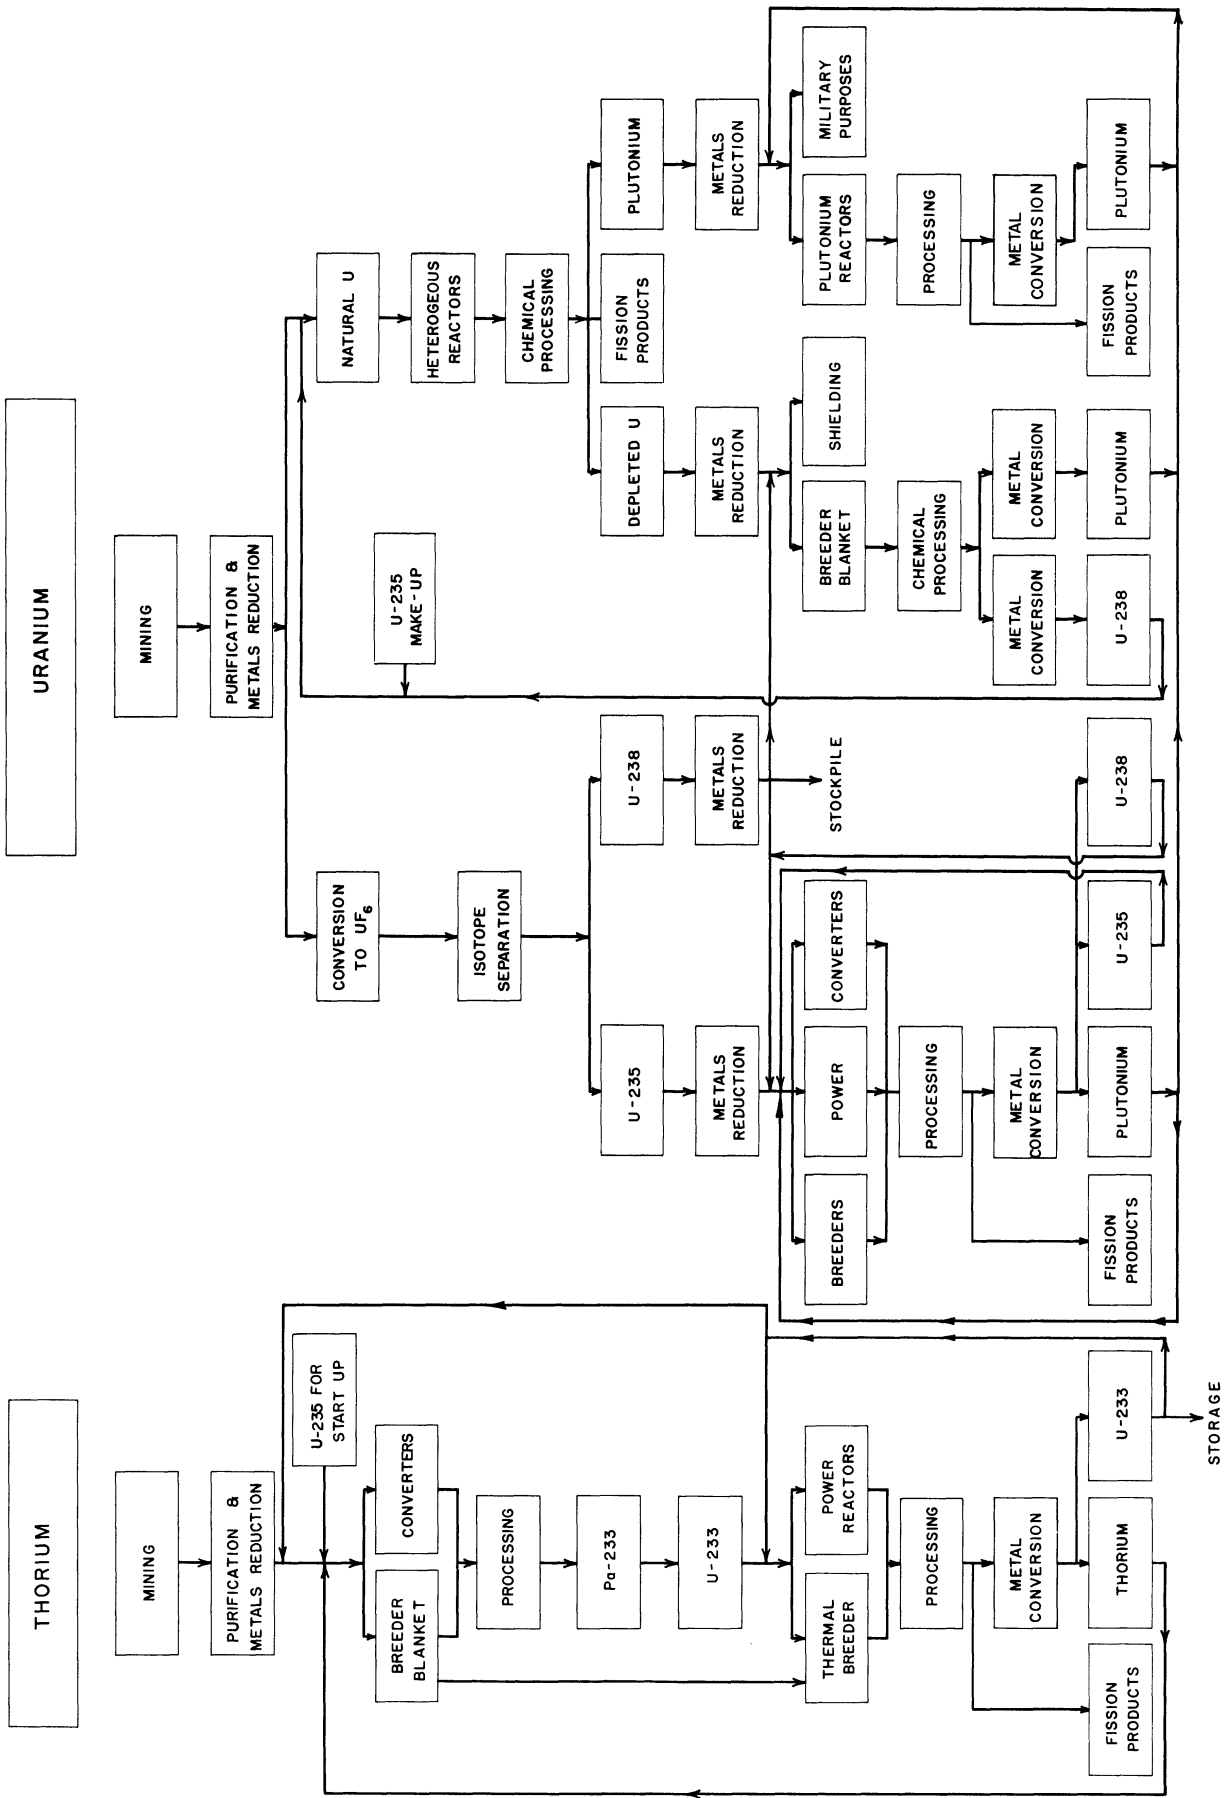 THORIUM
MINING
PURIFICATION &
METALS REDUCTION
U-235 FOR
START UP
BREEDER
BLANKET
CONVERTERS
PROCESSING
Pa-233
U-233
THERMAL
BREEDER
POWER
REACTORS
PROCESSING
METAL
CONVERSION
FISSION
PRODUCTS
THORIUM
U-233
STORAGE
URANIUM
MINING
PURIFICATION &
METALS REDUCTION
CONVERSION
TO UF6
ISOTOPE
SEPARATION
U-235
U-238
METALS
REDUCTION
METALS
REDUCTION
STOCKPILE
BREEDERS
POWER
CONVERTERS
PROCESSING
METAL
CONVERSION
FISSION
PRODUCTS
PLUTONIUM
U-235
U-238
U-235
MAKE-UP
NATURAL U
HETEROGEOUS
REACTORS
CHEMICAL
PROCESSING
DEPLETED U
FISSION
PRODUCTS
PLUTONIUM
METALS
REDUCTION
METALS
REDUCTION
BREEDER
BLANKET
SHIELDING
PLUTONIUM
REACTORS
MILITARY
PURPOSES
CHEMICAL
PROCESSING
PROCESSING
METAL
CONVERSION
METAL
CONVERSION
METAL
CONVERSION
U-238
PLUTONIUM
FISSION
PRODUCTS
PLUTONIUM